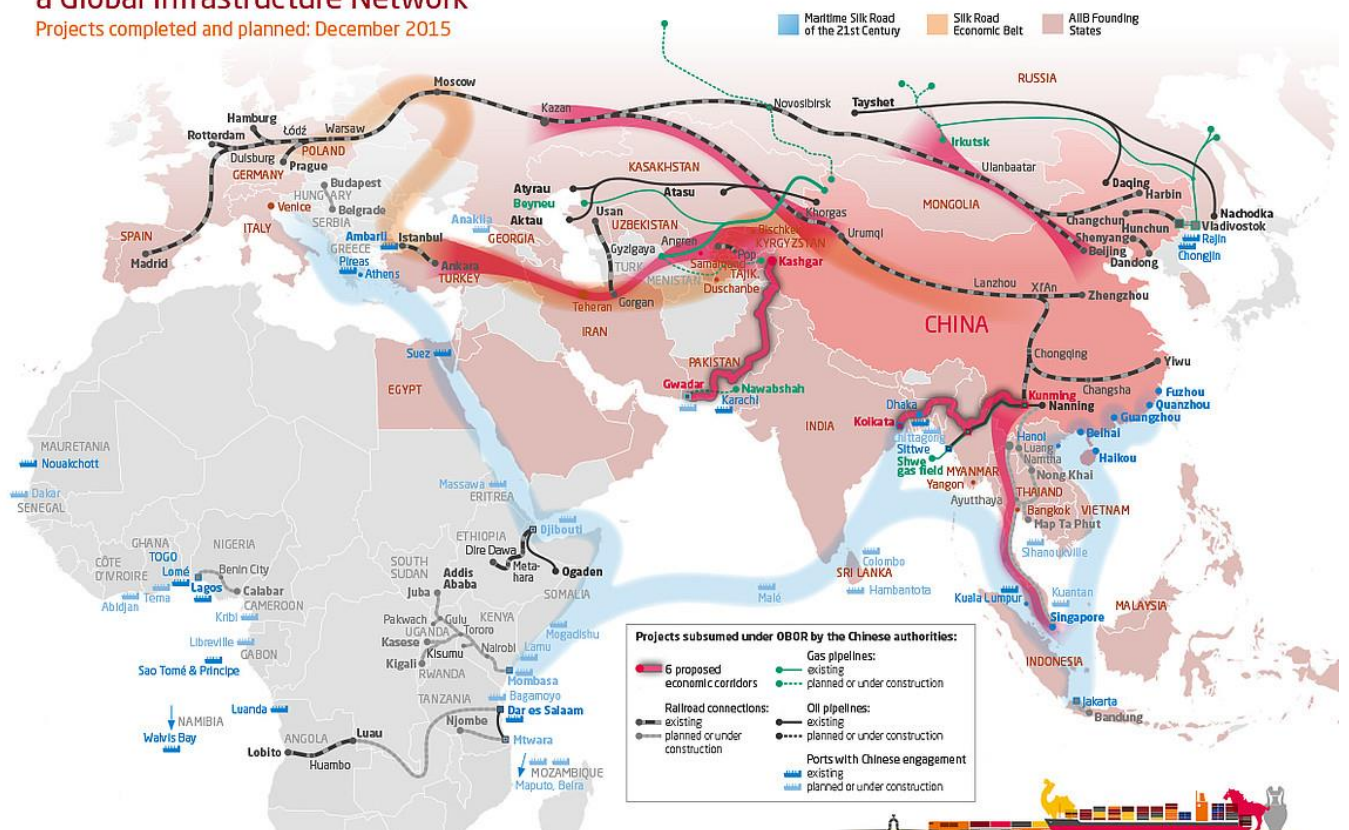 a Global Infrastructure Network
Projects completed and planned: December 2015
Maritime Silk Road
of the 21st Century
Silk Road
Economic Belt
AIIB Founding
States
RUSSIA
Moscow
Kazan
Novosibirsk
Tayshet
Irkutsk
Hamburg
Rotterdam
Łódź
Warsaw
Duisburg
POLAND
Prague
GERMANY
Budapest
HUNGARY
Belgrade
SERBIA
Venice
ITALY
SPAIN
Madrid
KASAKHSTAN
Atyrau
Beyneu
Aktau
Atasu
Usan
UZBEKISTAN
Gyzlgaya
Angren
Bischkek
KYRGYZSTAN
Khorgas
Urumqi
MONGOLIA
Ulanbaatar
Daqing
Harbin
Changchun
Hunchun
Shenyang
Nachodka
Vladivostok
Rajin
Chongjin
Beijing
Dandong
Anaklia
GEORGIA
Ambarli
Istanbul
GREECE
Pireas
Athens
Ankara
TURKEY
TURK
MENISTAN
Samarkand
Pop
TAJIK.
Duschanbe
Kashgar
Teheran
Gorgan
IRAN
Lanzhou
Xi'An
Zhengzhou
CHINA
Chongqing
Yiwu
Changsha
Suez
EGYPT
PAKISTAN
Gwadar
Nawabshah
Karachi
INDIA
Dhaka
Kolkata
Chittagong
Sittwe
Shwe
gas field
MYANMAR
Yangon
Kunming
Nanning
Fuzhou
Quanzhou
Guangzhou
Beihai
Haikou
Hanoi
Luang
Namtha
Nong Khai
Ayutthaya
THAILAND
Bangkok
VIETNAM
Map Ta Phut
Sihanoukville
MAURETANIA
Nouakchott
Dakar
SENEGAL
Massawa
ERITREA
Djibouti
ETHIOPIA
Dire Dawa
Meta-
hara
Ogaden
SOMALIA
SOUTH
SUDAN
Addis
Ababa
Juba
GHANA
NIGERIA
CÔTE
D'IVROIRE
TOGO
Lomé
Benin City
Lagos
Calabar
Tema
Abidjan
CAMEROON
Kribi
Libreville
GABON
Sao Tomé & Principe
Pakwach
Gulu
KENYA
UGANDA
Tororo
Kasese
Kisumu
Nairobi
Kigali
RWANDA
Mogadishu
Lamu
Mombasa
TANZANIA
Bagamoyo
Dar es Salaam
Njombe
Mtwara
MOZAMBIQUE
Maputo, Beira
Luanda
NAMIBIA
Walvis Bay
ANGOLA
Luau
Lobito
Huambo
Malé
Colombo
SRI LANKA
Hambantota
Kuala Lumpur
Kuantan
Singapore
MALAYSIA
INDONESIA
Jakarta
Bandung
Projects subsumed under OBOR by the Chinese authorities:
6 proposed
economic corridors
Gas pipelines:
existing
planned or under construction
Railroad connections:
existing
planned or under
construction
Oil pipelines:
existing
planned or under construction
Ports with Chinese engagement
existing
planned or under construction